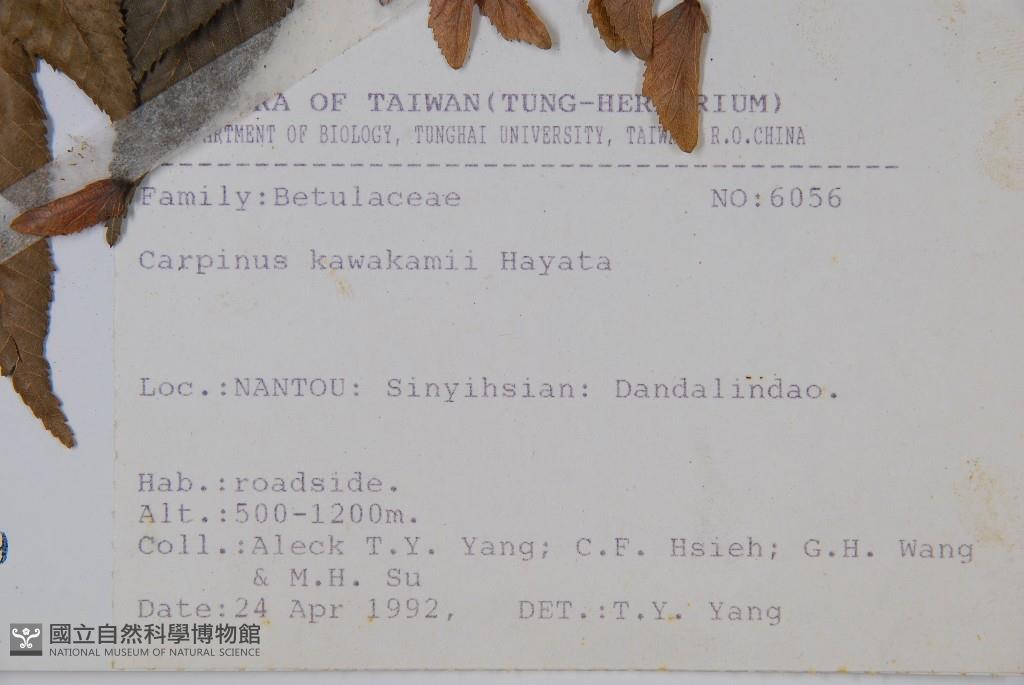 RA OF TAIWAN(TUNG-HER RIUM)
RTMENT OF BIOLOGY, TUNGHAI UNIVERSITY, TAIW R.O.CHINA
Family:Betulaceae NO:6056
Carpinus kawakamii Hayata
Loc.:NANTOU: Sinyihsian: Dandalindao.
Hab.:roadside.
Alt.:500-1200m.
Coll.:Aleck T.Y. Yang; C.F. Hsieh; G.H. Wang
& M.H. Su
Date:24 Apr 1992, DET.:T.Y. Yang
國立自然科學博物館
NATIONAL MUSEUM OF NATURAL SCIENCE